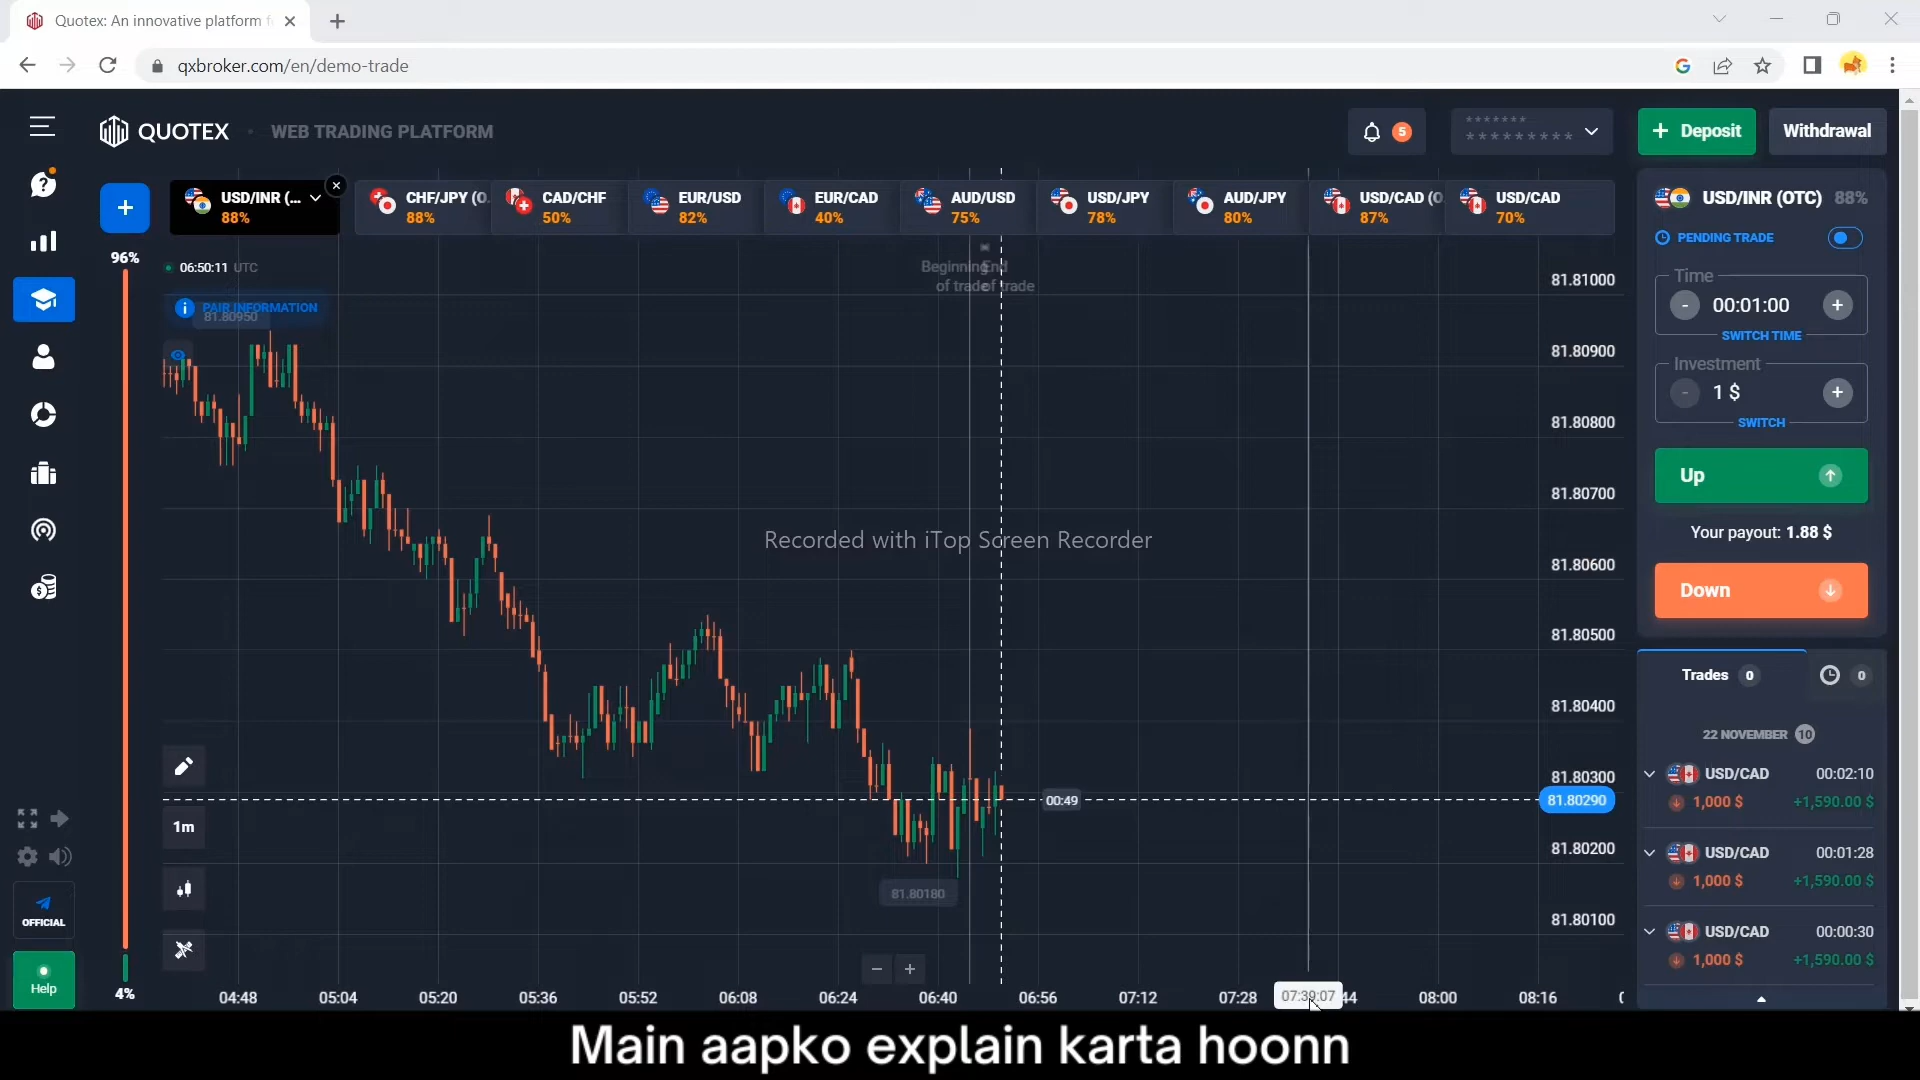 Quotex: An innovative platform f
qxbroker.com/en/demo-trade
QUOTEX · WEB TRADING PLATFORM
5
*******
*********
+ Deposit
Withdrawal
USD/INR (...
88%
CHF/JPY (O
88%
CAD/CHF
50%
EUR/USD
82%
EUR/CAD
40%
AUD/USD
75%
USD/JPY
78%
AUD/JPY
80%
USD/CAD (O
87%
USD/CAD
70%
96%
4%
06:50:11 UTC
PAIR INFORMATION
81.80950
Beginning
of trade
End
of trade
81.81000
81.80900
81.80800
81.80700
81.80600
81.80500
81.80400
81.80300
81.80290
81.80200
81.80100
Recorded with iTop Screen Recorder
00:49
1m
81.80180
04:48
05:04
05:20
05:36
05:52
06:08
06:24
06:40
06:56
07:12
07:28
07:39:07
44
08:00
08:16
OFFICIAL
Help
USD/INR (OTC) 88%
PENDING TRADE
Time
- 00:01:00 +
SWITCH TIME
Investment
- 1 $ +
SWITCH
Up
Your payout: 1.88 $
Down
Trades 0
0
22 NOVEMBER 10
USD/CAD 00:02:10
1,000 $ +1,590.00 $
USD/CAD 00:01:28
1,000 $ +1,590.00 $
USD/CAD 00:00:30
1,000 $ +1,590.00 $
Main aapko explain karta hoonn